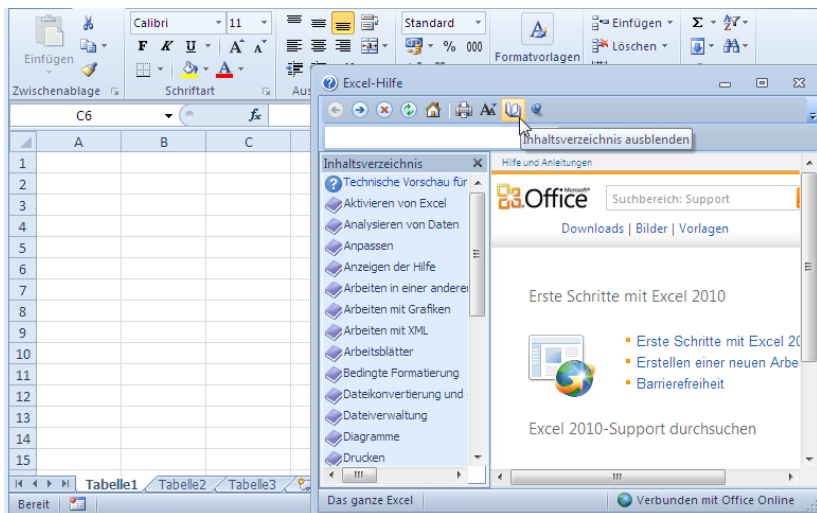 Calibri 11 Standard Einfügen
Einfügen F K U A A % 000 Formatvorlagen Löschen
Zwischenablage Schriftart Aus
Excel-Hilfe
C6 fx
Inhaltsverzeichnis ausblenden
A B C
1
2
3
4
5
6
7
8
9
10
11
12
13
14
15
Inhaltsverzeichnis
Technische Vorschau für
Aktivieren von Excel
Analysieren von Daten
Anpassen
Anzeigen der Hilfe
Arbeiten in einer anderen
Arbeiten mit Grafiken
Arbeiten mit XML
Arbeitsblätter
Bedingte Formatierung
Dateikonvertierung und
Dateiverwaltung
Diagramme
Drucken
Hilfe und Anleitungen
Microsoft
Office Suchbereich: Support
Downloads | Bilder | Vorlagen
Erste Schritte mit Excel 2010
Erste Schritte mit Excel 20
Erstellen einer neuen Arbe
Barrierefreiheit
Excel 2010-Support durchsuchen
Tabelle1 Tabelle2 Tabelle3
Bereit
Das ganze Excel Verbunden mit Office Online